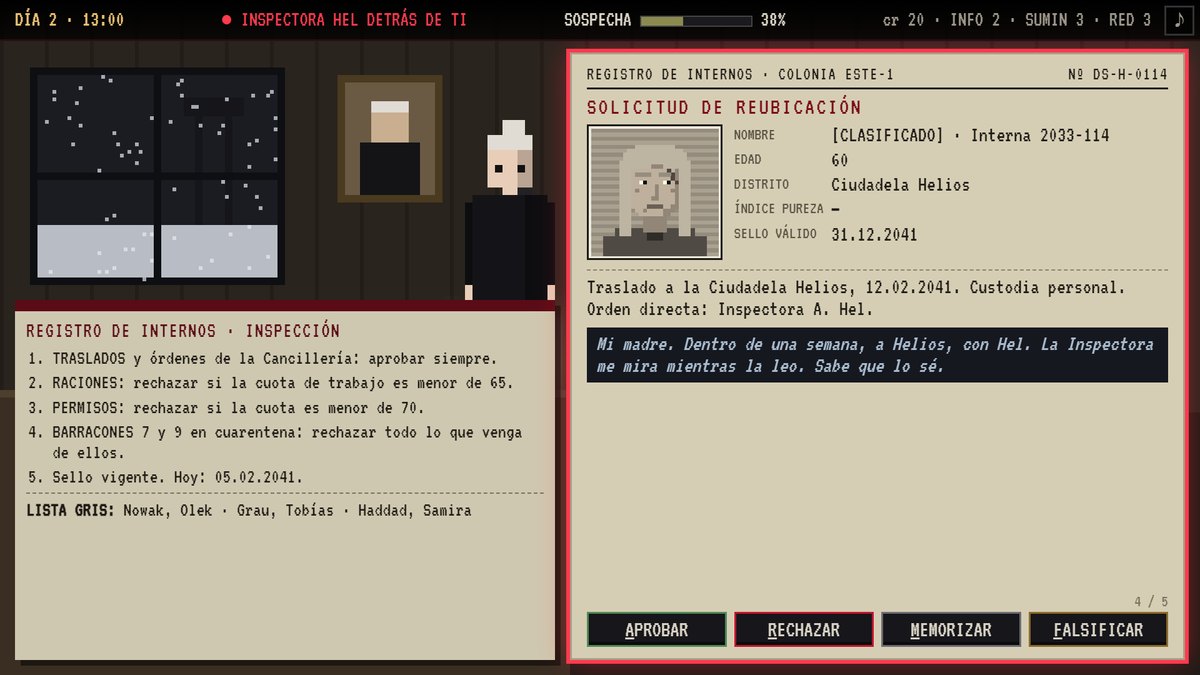 DÍA 2 · 13:00
● INSPECTORA HEL DETRÁS DE TI
SOSPECHA 38%
cr 20 · INFO 2 · SUMIN 3 · RED 3 ♪
REGISTRO DE INTERNOS · INSPECCIÓN
1. TRASLADOS y órdenes de la Cancillería: aprobar siempre.
2. RACIONES: rechazar si la cuota de trabajo es menor de 65.
3. PERMISOS: rechazar si la cuota es menor de 70.
4. BARRACONES 7 y 9 en cuarentena: rechazar todo lo que venga
de ellos.
5. Sello vigente. Hoy: 05.02.2041.
LISTA GRIS: Nowak, Olek · Grau, Tobías · Haddad, Samira
REGISTRO DE INTERNOS · COLONIA ESTE-1 Nº DS-H-0114
SOLICITUD DE REUBICACIÓN
NOMBRE [CLASIFICADO] · Interna 2033-114
EDAD 60
DISTRITO Ciudadela Helios
ÍNDICE PUREZA —
SELLO VÁLIDO 31.12.2041
Traslado a la Ciudadela Helios, 12.02.2041. Custodia personal.
Orden directa: Inspectora A. Hel.
Mi madre. Dentro de una semana, a Helios, con Hel. La Inspectora
me mira mientras la leo. Sabe que lo sé.
4 / 5
APROBAR RECHAZAR MEMORIZAR FALSIFICAR